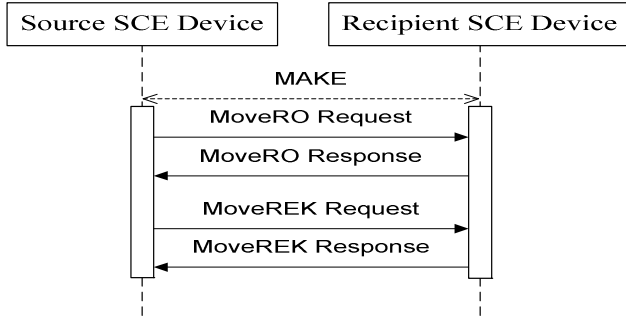 Source SCE Device
Recipient SCE Device
MAKE
MoveRO Request
MoveRO Response
MoveREK Request
MoveREK Response